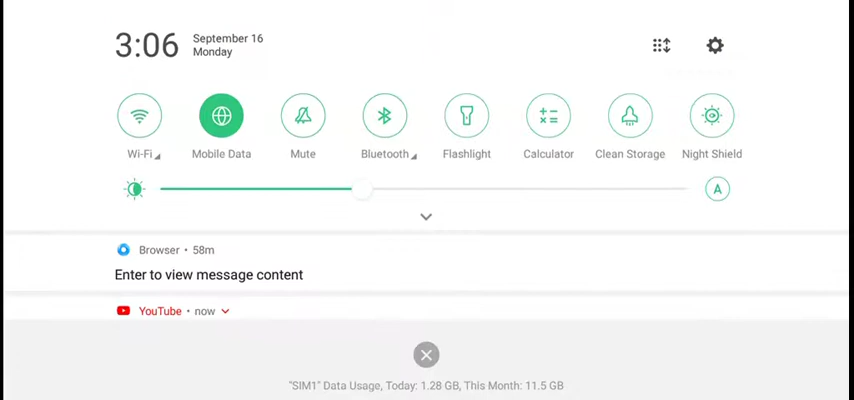 3:06
September 16
Monday
Wi-Fi
Mobile Data
Mute
Bluetooth
Flashlight
Calculator
Clean Storage
Night Shield
A
Browser • 58m
Enter to view message content
YouTube • now
"SIM1" Data Usage, Today: 1.28 GB, This Month: 11.5 GB